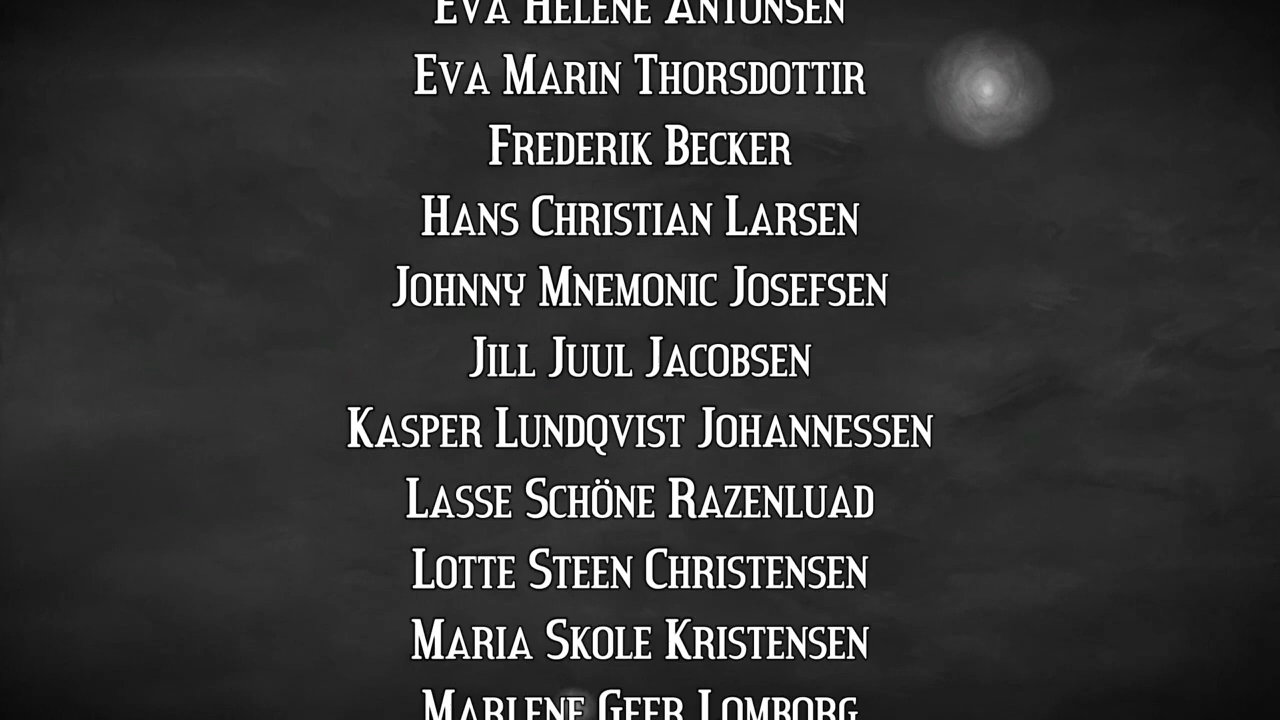 Eva Helene Antonsen
Eva Marin Thorsdottir
Frederik Becker
Hans Christian Larsen
Johnny Mnemonic Josefsen
Jill Juul Jacobsen
Kasper Lundqvist Johannessen
Lasse Schöne Razenluad
Lotte Steen Christensen
Maria Skole Kristensen
Marlene Geer Lomborg